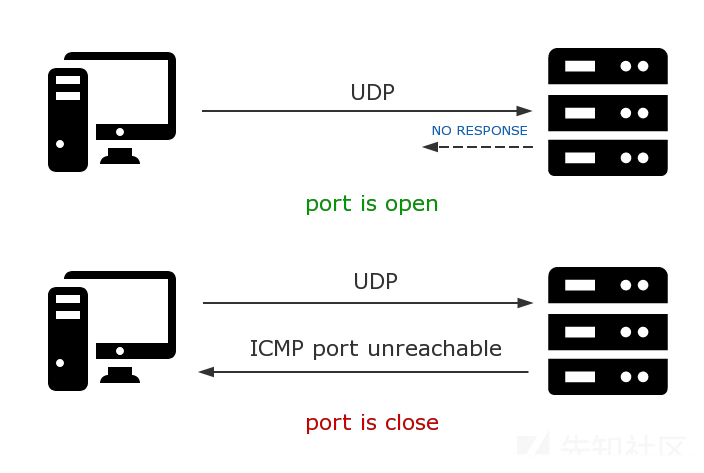 UDP
NO RESPONSE
port is open
UDP
ICMP port unreachable
port is close
先知社区